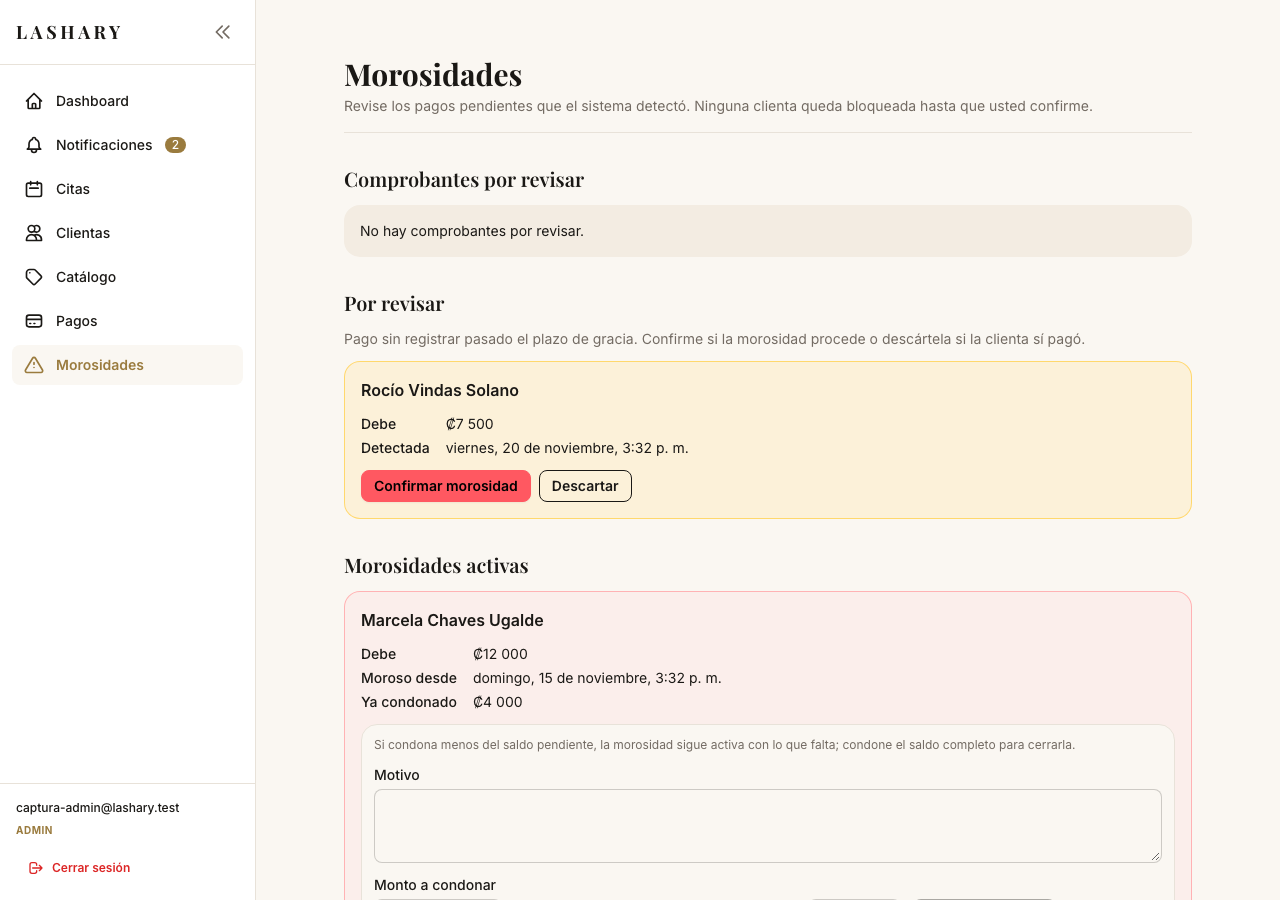 LASHARY
Dashboard
Notificaciones 2
Citas
Clientas
Catálogo
Pagos
Morosidades
captura-admin@lashary.test
ADMIN
Cerrar sesión
Morosidades
Revise los pagos pendientes que el sistema detectó. Ninguna clienta queda bloqueada hasta que usted confirme.
Comprobantes por revisar
No hay comprobantes por revisar.
Por revisar
Pago sin registrar pasado el plazo de gracia. Confirme si la morosidad procede o descártela si la clienta sí pagó.
Rocío Vindas Solano
Debe ₡7 500
Detectada viernes, 20 de noviembre, 3:32 p. m.
Confirmar morosidad Descartar
Morosidades activas
Marcela Chaves Ugalde
Debe ₡12 000
Moroso desde domingo, 15 de noviembre, 3:32 p. m.
Ya condonado ₡4 000
Si condona menos del saldo pendiente, la morosidad sigue activa con lo que falta; condone el saldo completo para cerrarla.
Motivo
Monto a condonar